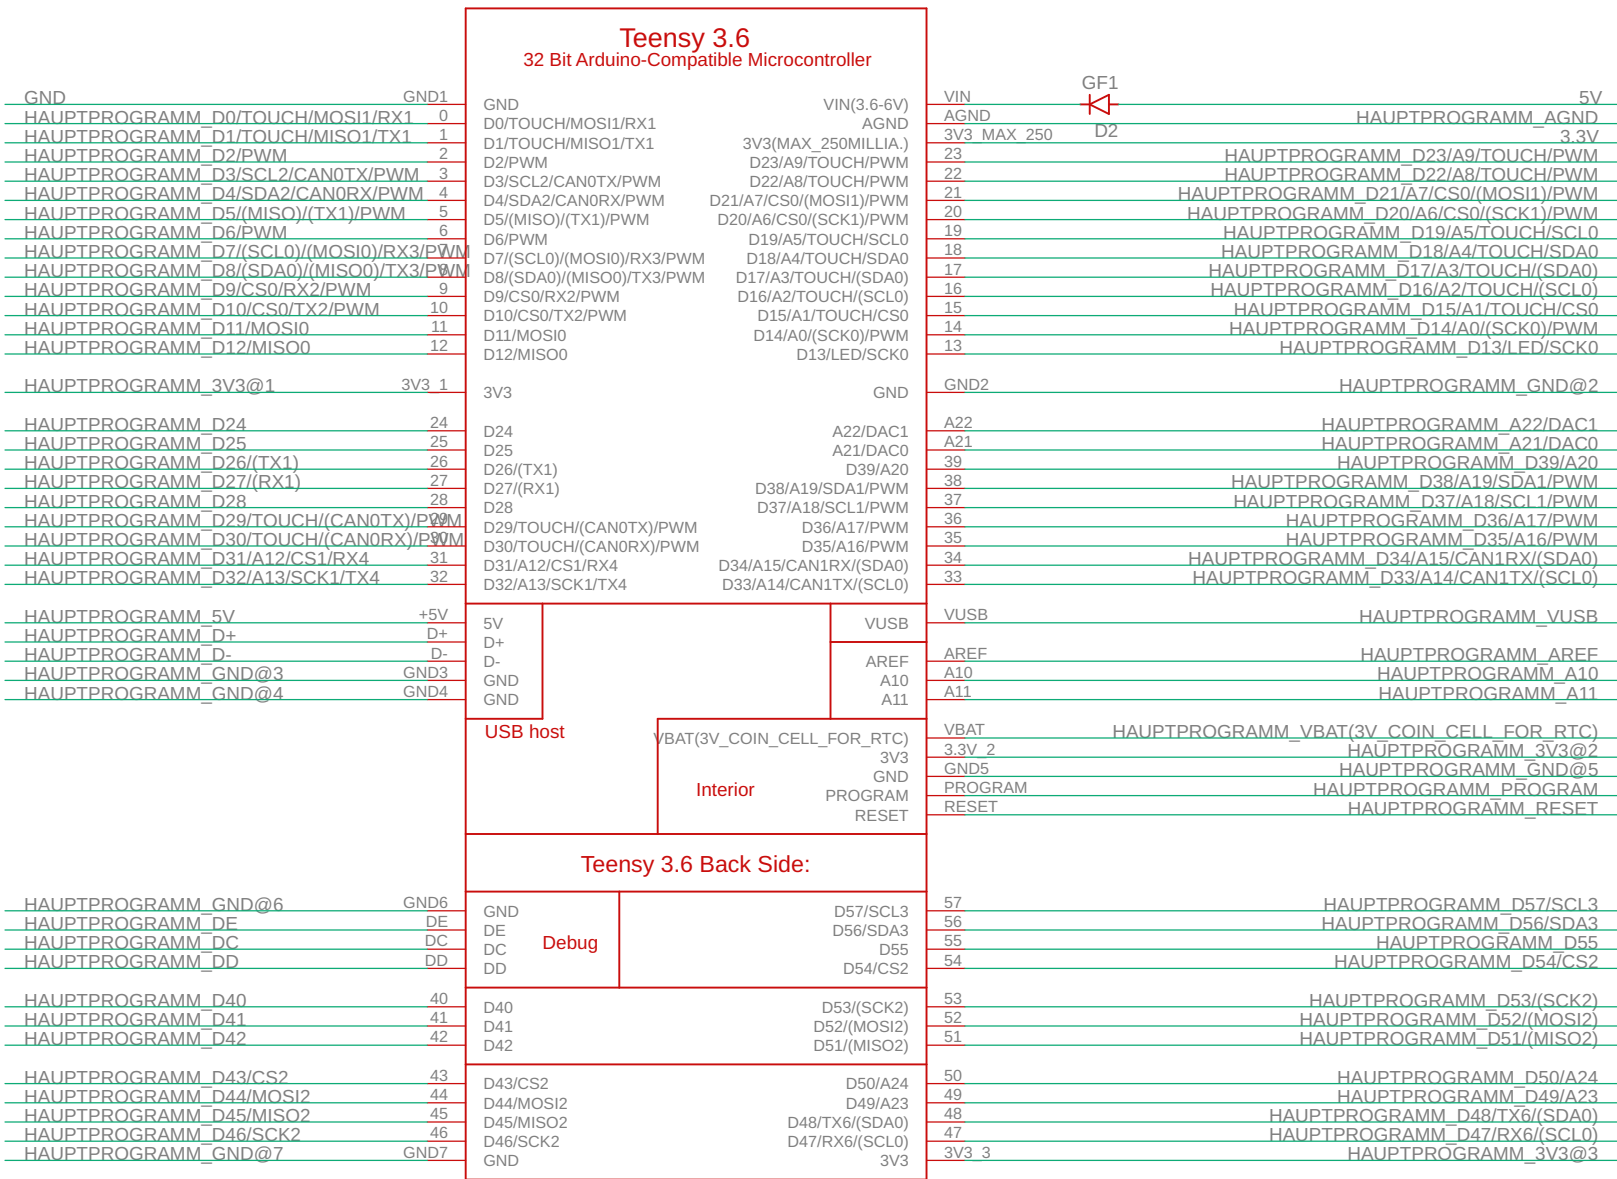 Teensy 3.6
32 Bit Arduino-Compatible Microcontroller
GF1
D2
GND GND1 GND VIN(3.6-6V) VIN 5V
HAUPTPROGRAMM_D0/TOUCH/MOSI1/RX1 0 D0/TOUCH/MOSI1/RX1 AGND AGND HAUPTPROGRAMM_AGND
HAUPTPROGRAMM_D1/TOUCH/MISO1/TX1 1 D1/TOUCH/MISO1/TX1 3V3(MAX_250MILLIA.) 3V3_MAX_250 3.3V
HAUPTPROGRAMM_D2/PWM 2 D2/PWM D23/A9/TOUCH/PWM 23 HAUPTPROGRAMM_D23/A9/TOUCH/PWM
HAUPTPROGRAMM_D3/SCL2/CAN0TX/PWM 3 D3/SCL2/CAN0TX/PWM D22/A8/TOUCH/PWM 22 HAUPTPROGRAMM_D22/A8/TOUCH/PWM
HAUPTPROGRAMM_D4/SDA2/CAN0RX/PWM 4 D4/SDA2/CAN0RX/PWM D21/A7/CS0/(MOSI1)/PWM 21 HAUPTPROGRAMM_D21/A7/CS0/(MOSI1)/PWM
HAUPTPROGRAMM_D5/(MISO)/(TX1)/PWM 5 D5/(MISO)/(TX1)/PWM D20/A6/CS0/(SCK1)/PWM 20 HAUPTPROGRAMM_D20/A6/CS0/(SCK1)/PWM
HAUPTPROGRAMM_D6/PWM 6 D6/PWM D19/A5/TOUCH/SCL0 19 HAUPTPROGRAMM_D19/A5/TOUCH/SCL0
HAUPTPROGRAMM_D7/(SCL0)/(MOSI0)/RX3/PWM 7 D7/(SCL0)/(MOSI0)/RX3/PWM D18/A4/TOUCH/SDA0 18 HAUPTPROGRAMM_D18/A4/TOUCH/SDA0
HAUPTPROGRAMM_D8/(SDA0)/(MISO0)/TX3/PWM 8 D8/(SDA0)/(MISO0)/TX3/PWM D17/A3/TOUCH/(SDA0) 17 HAUPTPROGRAMM_D17/A3/TOUCH/(SDA0)
HAUPTPROGRAMM_D9/CS0/RX2/PWM 9 D9/CS0/RX2/PWM D16/A2/TOUCH/(SCL0) 16 HAUPTPROGRAMM_D16/A2/TOUCH/(SCL0)
HAUPTPROGRAMM_D10/CS0/TX2/PWM 10 D10/CS0/TX2/PWM D15/A1/TOUCH/CS0 15 HAUPTPROGRAMM_D15/A1/TOUCH/CS0
HAUPTPROGRAMM_D11/MOSI0 11 D11/MOSI0 D14/A0/(SCK0)/PWM 14 HAUPTPROGRAMM_D14/A0/(SCK0)/PWM
HAUPTPROGRAMM_D12/MISO0 12 D12/MISO0 D13/LED/SCK0 13 HAUPTPROGRAMM_D13/LED/SCK0
HAUPTPROGRAMM_3V3@1 3V3_1 3V3 GND GND2 HAUPTPROGRAMM_GND@2
HAUPTPROGRAMM_D24 24 D24 A22/DAC1 A22 HAUPTPROGRAMM_A22/DAC1
HAUPTPROGRAMM_D25 25 D25 A21/DAC0 A21 HAUPTPROGRAMM_A21/DAC0
HAUPTPROGRAMM_D26/(TX1) 26 D26/(TX1) D39/A20 39 HAUPTPROGRAMM_D39/A20
HAUPTPROGRAMM_D27/(RX1) 27 D27/(RX1) D38/A19/SDA1/PWM 38 HAUPTPROGRAMM_D38/A19/SDA1/PWM
HAUPTPROGRAMM_D28 28 D28 D37/A18/SCL1/PWM 37 HAUPTPROGRAMM_D37/A18/SCL1/PWM
HAUPTPROGRAMM_D29/TOUCH/(CAN0TX)/PWM 29 D29/TOUCH/(CAN0TX)/PWM D36/A17/PWM 36 HAUPTPROGRAMM_D36/A17/PWM
HAUPTPROGRAMM_D30/TOUCH/(CAN0RX)/PWM 30 D30/TOUCH/(CAN0RX)/PWM D35/A16/PWM 35 HAUPTPROGRAMM_D35/A16/PWM
HAUPTPROGRAMM_D31/A12/CS1/RX4 31 D31/A12/CS1/RX4 D34/A15/CAN1RX/(SDA0) 34 HAUPTPROGRAMM_D34/A15/CAN1RX/(SDA0)
HAUPTPROGRAMM_D32/A13/SCK1/TX4 32 D32/A13/SCK1/TX4 D33/A14/CAN1TX/(SCL0) 33 HAUPTPROGRAMM_D33/A14/CAN1TX/(SCL0)
HAUPTPROGRAMM_5V +5V 5V VUSB VUSB HAUPTPROGRAMM_VUSB
HAUPTPROGRAMM_D+ D+ D+
HAUPTPROGRAMM_D- D- D- AREF AREF HAUPTPROGRAMM_AREF
HAUPTPROGRAMM_GND@3 GND3 GND A10 A10 HAUPTPROGRAMM_A10
HAUPTPROGRAMM_GND@4 GND4 GND A11 A11 HAUPTPROGRAMM_A11
USB host
VBAT(3V_COIN_CELL_FOR_RTC) VBAT HAUPTPROGRAMM_VBAT(3V_COIN_CELL_FOR_RTC)
3V3 3.3V_2 HAUPTPROGRAMM_3V3@2
GND GND5 HAUPTPROGRAMM_GND@5
Interior
PROGRAM PROGRAM HAUPTPROGRAMM_PROGRAM
RESET RESET HAUPTPROGRAMM_RESET
Teensy 3.6 Back Side:
HAUPTPROGRAMM_GND@6 GND6 GND D57/SCL3 57 HAUPTPROGRAMM_D57/SCL3
HAUPTPROGRAMM_DE DE DE D56/SDA3 56 HAUPTPROGRAMM_D56/SDA3
Debug
HAUPTPROGRAMM_DC DC DC D55 55 HAUPTPROGRAMM_D55
HAUPTPROGRAMM_DD DD DD D54/CS2 54 HAUPTPROGRAMM_D54/CS2
HAUPTPROGRAMM_D40 40 D40 D53/(SCK2) 53 HAUPTPROGRAMM_D53/(SCK2)
HAUPTPROGRAMM_D41 41 D41 D52/(MOSI2) 52 HAUPTPROGRAMM_D52/(MOSI2)
HAUPTPROGRAMM_D42 42 D42 D51/(MISO2) 51 HAUPTPROGRAMM_D51/(MISO2)
HAUPTPROGRAMM_D43/CS2 43 D43/CS2 D50/A24 50 HAUPTPROGRAMM_D50/A24
HAUPTPROGRAMM_D44/MOSI2 44 D44/MOSI2 D49/A23 49 HAUPTPROGRAMM_D49/A23
HAUPTPROGRAMM_D45/MISO2 45 D45/MISO2 D48/TX6/(SDA0) 48 HAUPTPROGRAMM_D48/TX6/(SDA0)
HAUPTPROGRAMM_D46/SCK2 46 D46/SCK2 D47/RX6/(SCL0) 47 HAUPTPROGRAMM_D47/RX6/(SCL0)
HAUPTPROGRAMM_GND@7 GND7 GND 3V3 3V3_3 HAUPTPROGRAMM_3V3@3